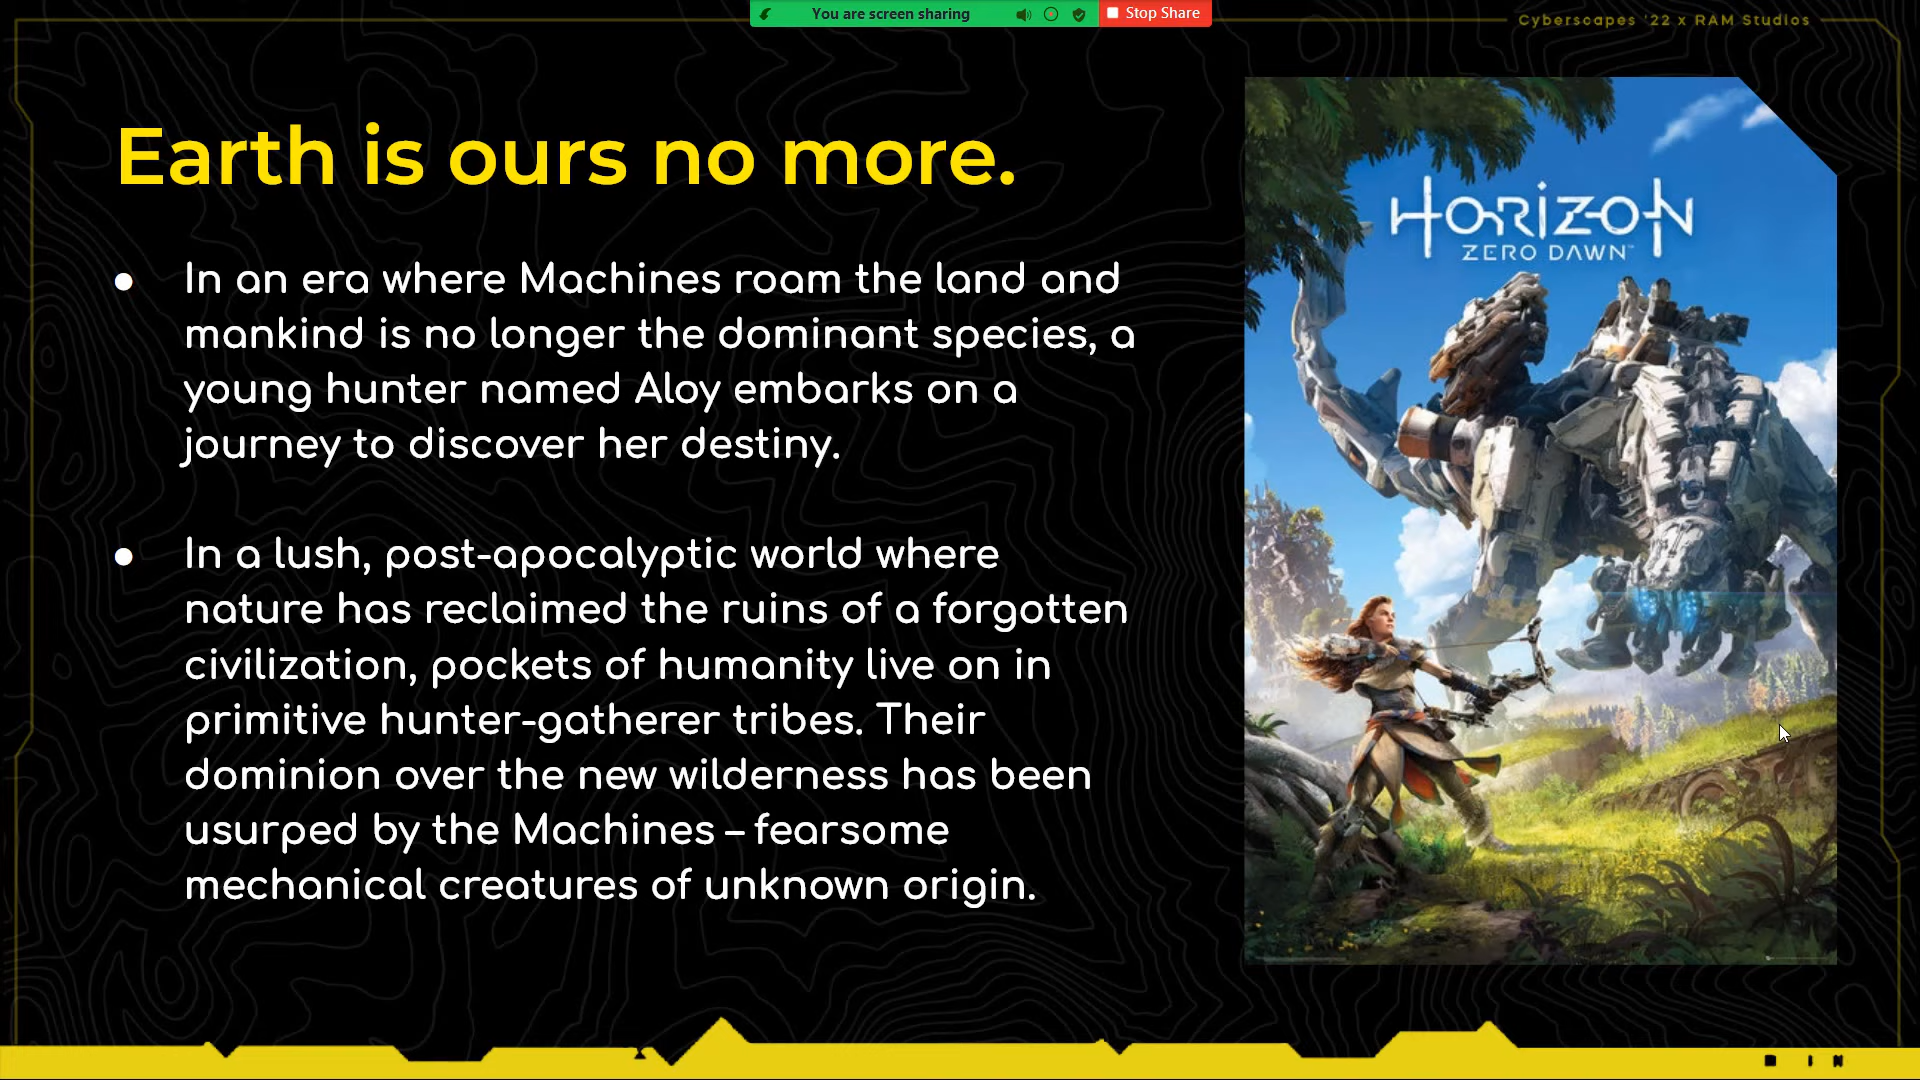 You are screen sharing
Stop Share
Cyberscapes '22 x RAM Studios
Earth is ours no more.
● In an era where Machines roam the land and
mankind is no longer the dominant species, a
young hunter named Aloy embarks on a
journey to discover her destiny.
● In a lush, post-apocalyptic world where
nature has reclaimed the ruins of a forgotten
civilization, pockets of humanity live on in
primitive hunter-gatherer tribes. Their
dominion over the new wilderness has been
usurped by the Machines – fearsome
mechanical creatures of unknown origin.
HORIZON
ZERO DAWN™